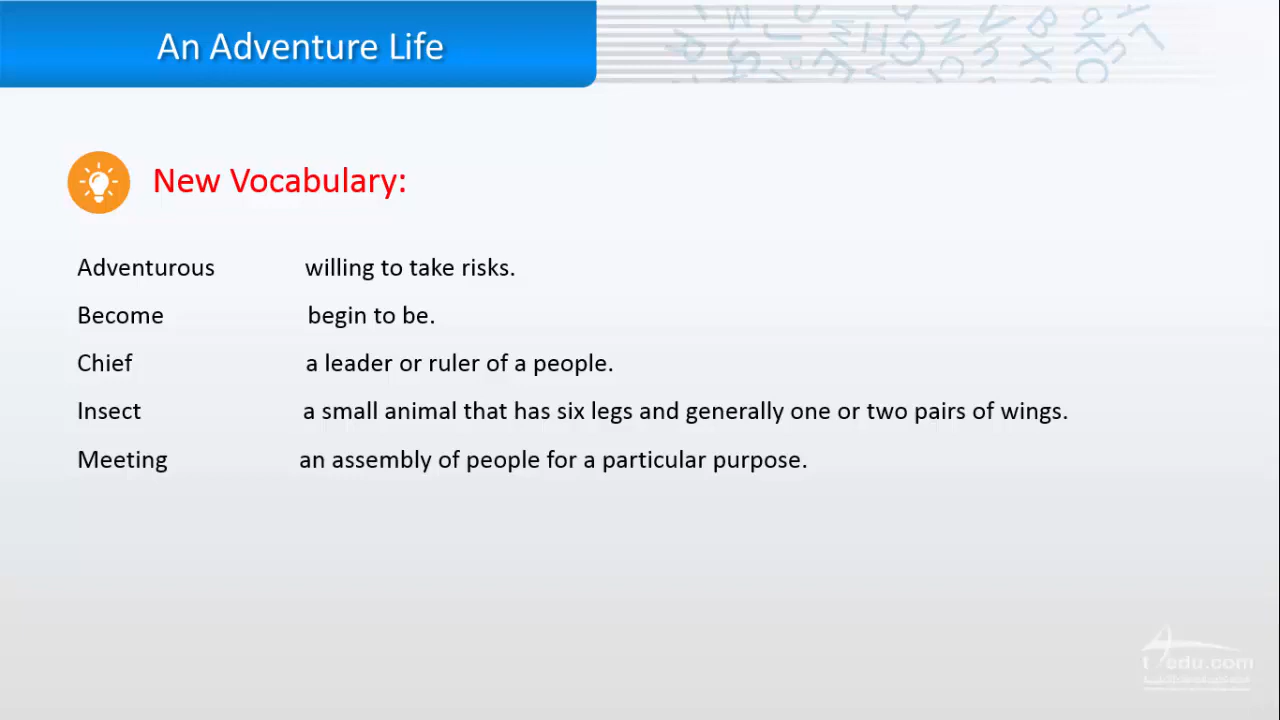 An Adventure Life
New Vocabulary:
Adventurous willing to take risks.
Become begin to be.
Chief a leader or ruler of a people.
Insect a small animal that has six legs and generally one or two pairs of wings.
Meeting an assembly of people for a particular purpose.